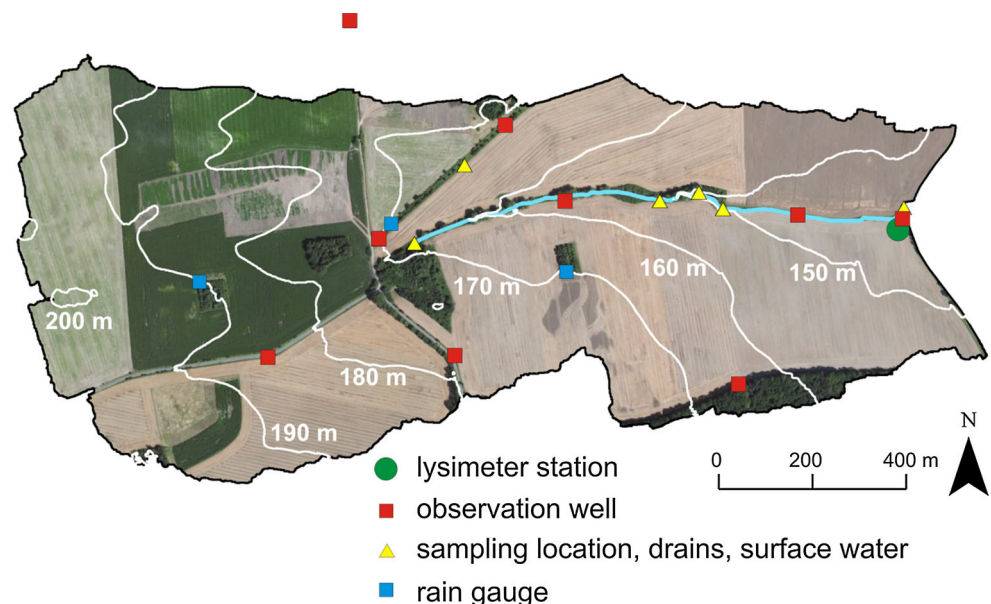 170 m
160 m
150 m
200 m
180 m
190 m
N
0 200 400 m
lysimeter station
observation well
sampling location, drains, surface water
rain gauge